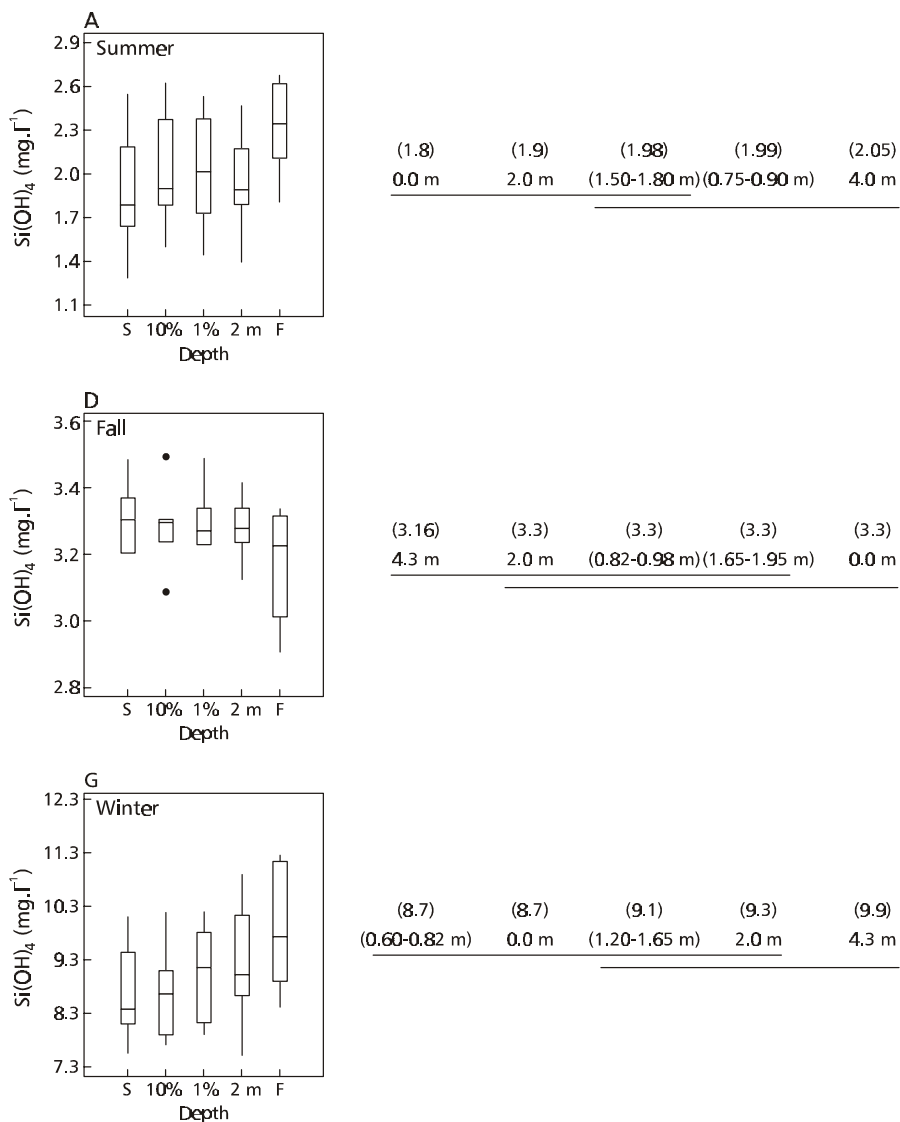 A
Summer
2.9
2.6
2.3
2.0
1.7
1.4
1.1
Si(OH)4 (mg.l-1)
S 10% 1% 2 m F
Depth
(1.8) (1.9) (1.98) (1.99) (2.05)
0.0 m 2.0 m (1.50-1.80 m) (0.75-0.90 m) 4.0 m
D
Fall
3.6
3.4
3.2
3.0
2.8
Si(OH)4 (mg.l-1)
S 10% 1% 2 m F
Depth
(3.16) (3.3) (3.3) (3.3) (3.3)
4.3 m 2.0 m (0.82-0.98 m) (1.65-1.95 m) 0.0 m
G
Winter
12.3
11.3
10.3
9.3
8.3
7.3
Si(OH)4 (mg.l-1)
S 10% 1% 2 m F
Depth
(8.7) (8.7) (9.1) (9.3) (9.9)
(0.60-0.82 m) 0.0 m (1.20-1.65 m) 2.0 m 4.3 m